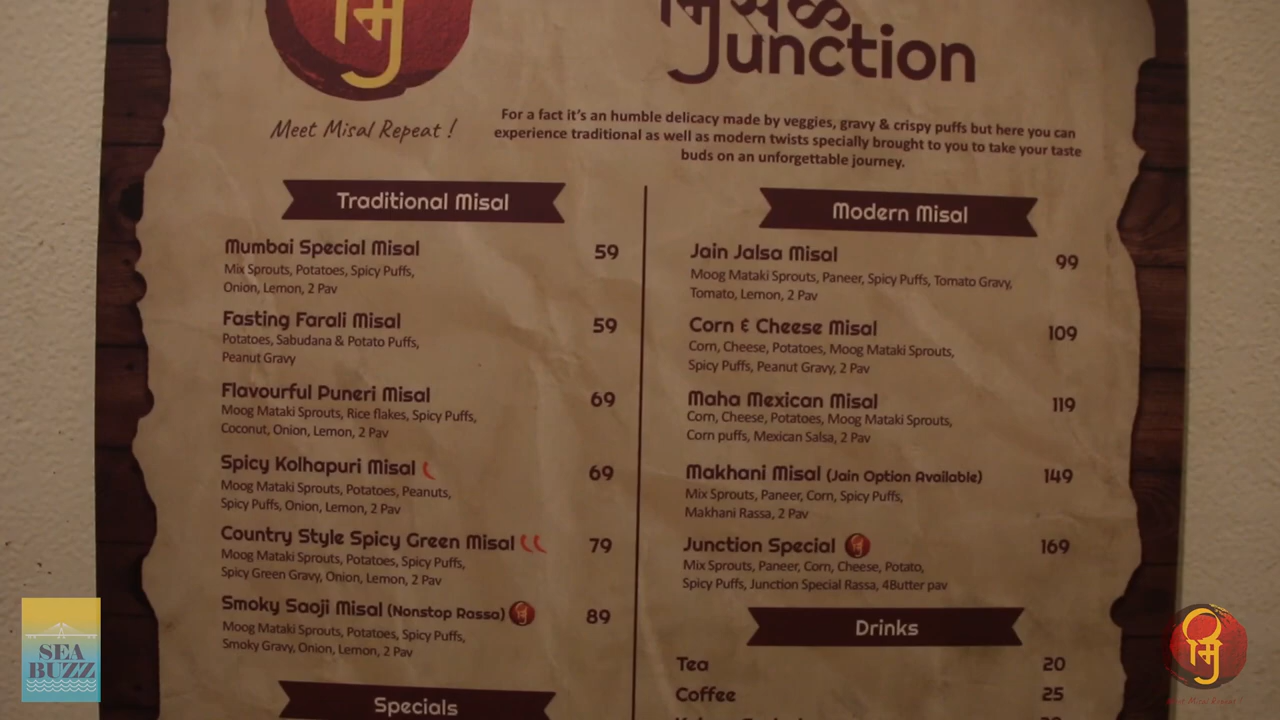 मि
मिसळ
Junction
Meet Misal Repeat !
For a fact it's an humble delicacy made by veggies, gravy & crispy puffs but here you can
experience traditional as well as modern twists specially brought to you to take your taste
buds on an unforgettable journey.
Traditional Misal
Mumbai Special Misal 59
Mix Sprouts, Potatoes, Spicy Puffs,
Onion, Lemon, 2 Pav
Fasting Farali Misal 59
Potatoes, Sabudana & Potato Puffs,
Peanut Gravy
Flavourful Puneri Misal 69
Moog Mataki Sprouts, Rice flakes, Spicy Puffs,
Coconut, Onion, Lemon, 2 Pav
Spicy Kolhapuri Misal 69
Moog Mataki Sprouts, Potatoes, Peanuts,
Spicy Puffs, Onion, Lemon, 2 Pav
Country Style Spicy Green Misal 79
Moog Mataki Sprouts, Potatoes, Spicy Puffs,
Spicy Green Gravy, Onion, Lemon, 2 Pav
Smoky Saoji Misal (Nonstop Rassa) 89
Moog Mataki Sprouts, Potatoes, Spicy Puffs,
Smoky Gravy, Onion, Lemon, 2 Pav
Specials
Modern Misal
Jain Jalsa Misal 99
Moog Mataki Sprouts, Paneer, Spicy Puffs, Tomato Gravy,
Tomato, Lemon, 2 Pav
Corn & Cheese Misal 109
Corn, Cheese, Potatoes, Moog Mataki Sprouts,
Spicy Puffs, Peanut Gravy, 2 Pav
Maha Mexican Misal 119
Corn, Cheese, Potatoes, Moog Mataki Sprouts,
Corn puffs, Mexican Salsa, 2 Pav
Makhani Misal (Jain Option Available) 149
Mix Sprouts, Paneer, Corn, Spicy Puffs,
Makhani Rassa, 2 Pav
Junction Special 169
Mix Sprouts, Paneer, Corn, Cheese, Potato,
Spicy Puffs, Junction Special Rassa, 4Butter pav
Drinks
Tea 20
Coffee 25
SEA
BUZZ
मि
Meet Misal Repeat !